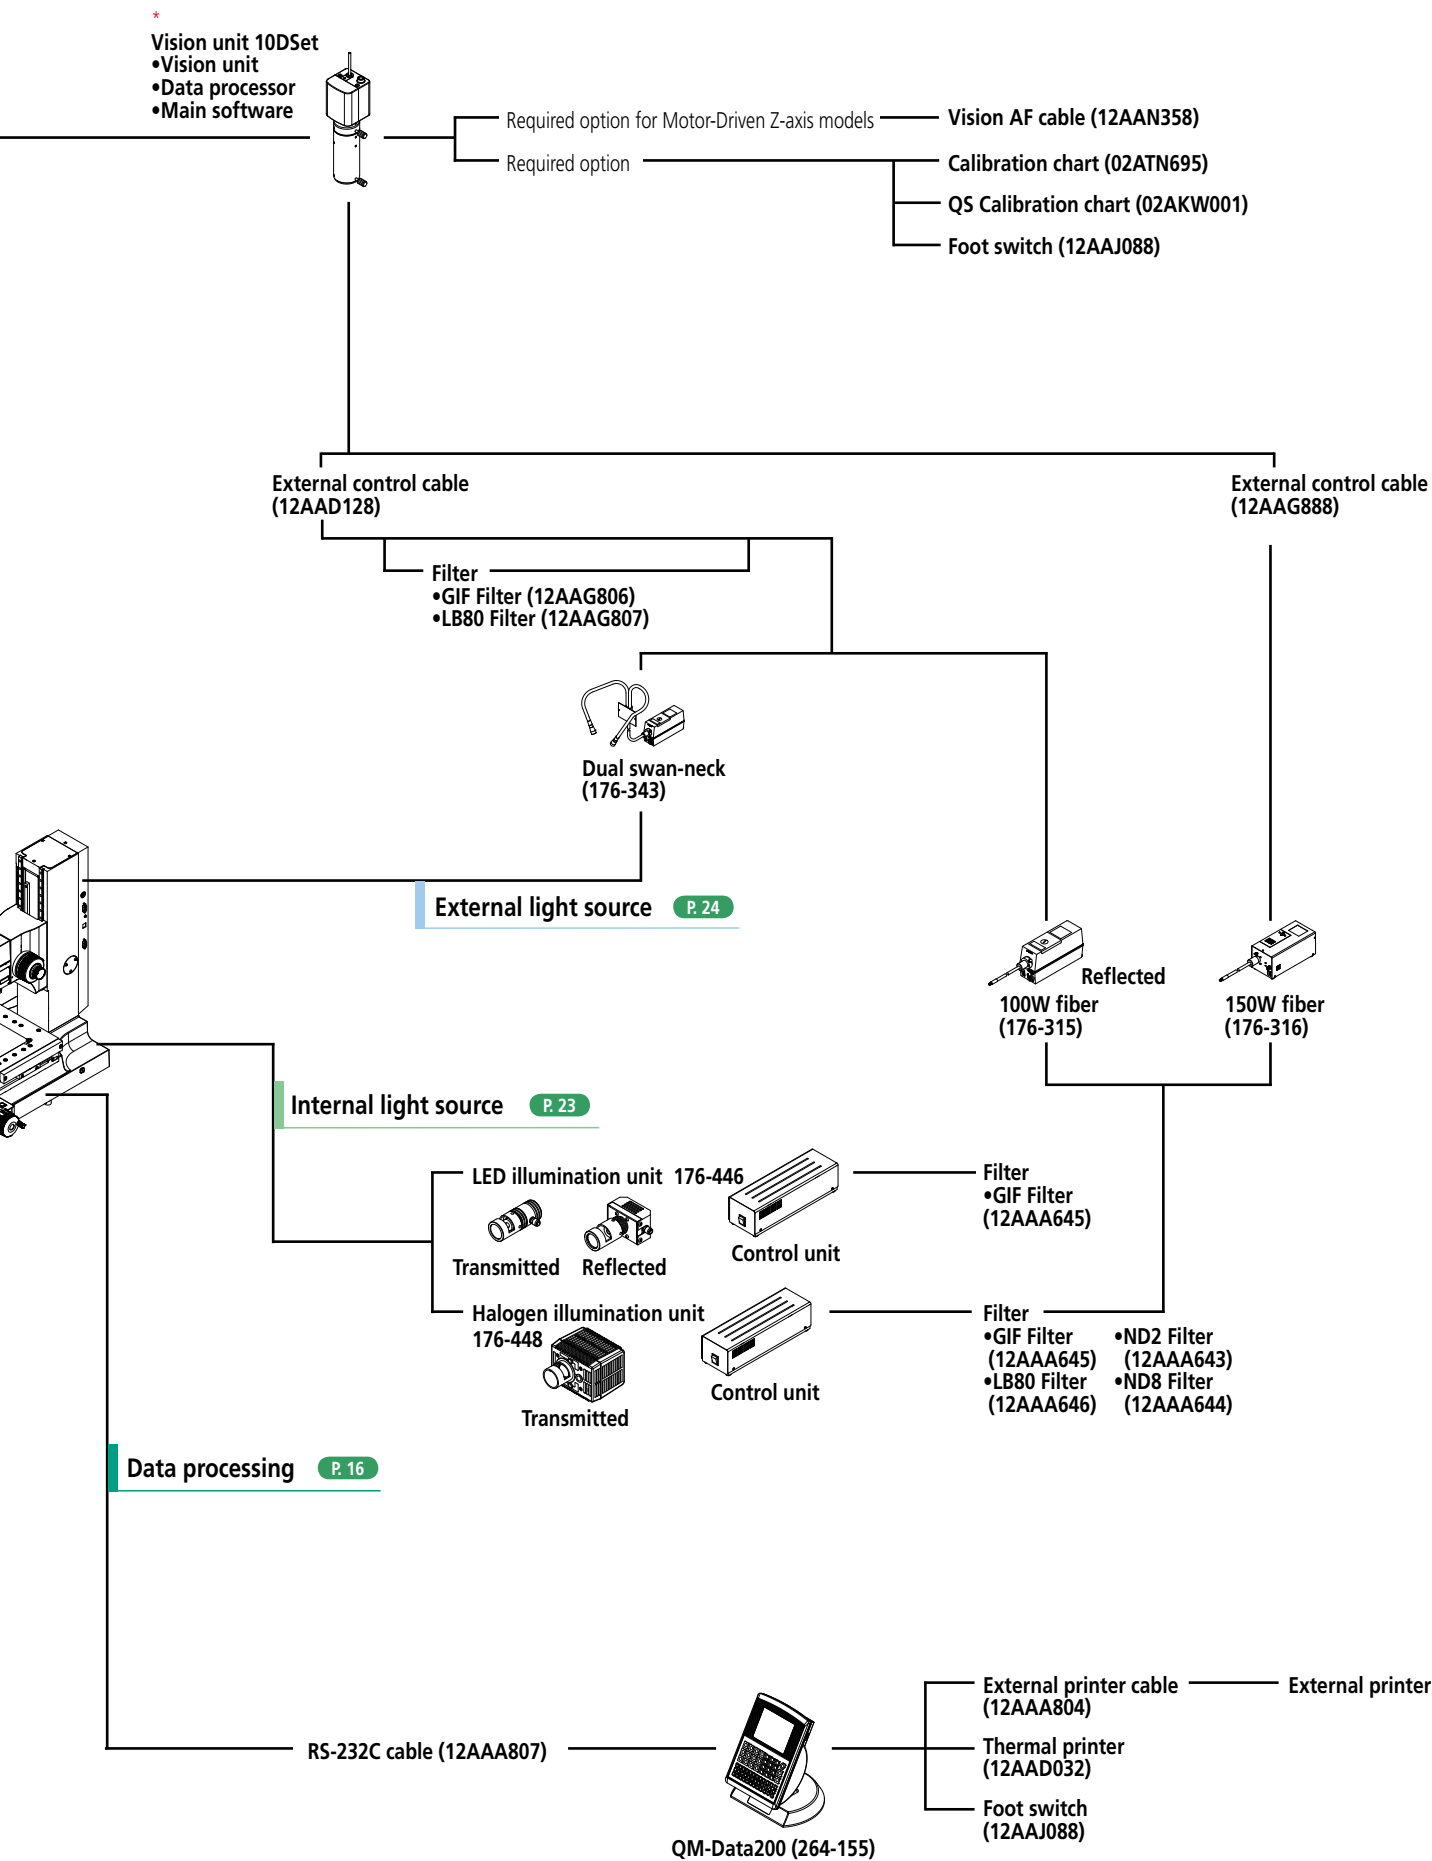 *
Vision unit 10DSet
•Vision unit
•Data processor
•Main software
Required option for Motor-Driven Z-axis models
Vision AF cable (12AAN358)
Required option
Calibration chart (02ATN695)
QS Calibration chart (02AKW001)
Foot switch (12AAJ088)
External control cable
(12AAD128)
External control cable
(12AAG888)
Filter
•GIF Filter (12AAG806)
•LB80 Filter (12AAG807)
Dual swan-neck
(176-343)
External light source P. 24
Reflected
100W fiber
(176-315)
150W fiber
(176-316)
Internal light source P. 23
LED illumination unit 176-446
Transmitted
Reflected
Control unit
Filter
•GIF Filter
(12AAA645)
Halogen illumination unit
176-448
Transmitted
Control unit
Filter
•GIF Filter •ND2 Filter
(12AAA645) (12AAA643)
•LB80 Filter •ND8 Filter
(12AAA646) (12AAA644)
Data processing P. 16
RS-232C cable (12AAA807)
QM-Data200 (264-155)
External printer cable
(12AAA804)
External printer
Thermal printer
(12AAD032)
Foot switch
(12AAJ088)